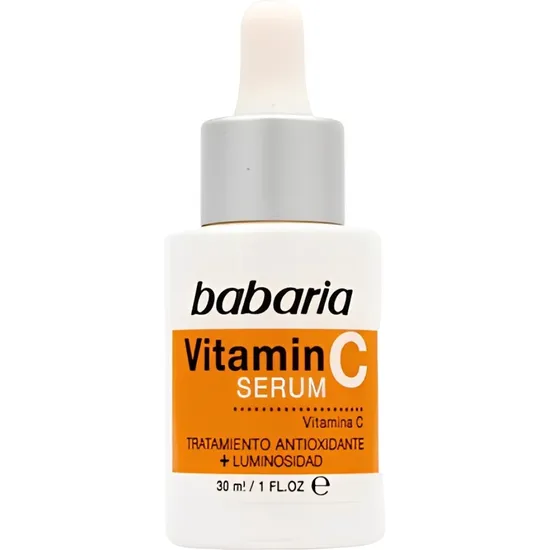 babaria
Vitamin C
SERUM
Vitamina C
TRATAMIENTO ANTIOXIDANTE
+ LUMINOSIDAD
30 ml / 1 FL.OZ ℮